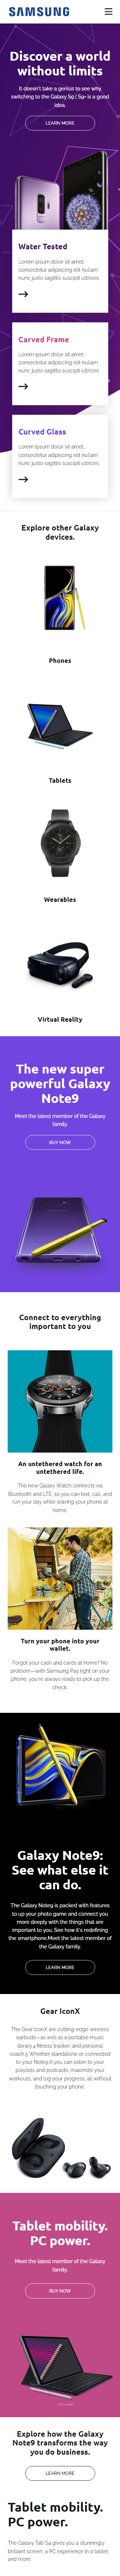 SAMSUNG
Discover a world
without limits
It doesn't take a genius to see why
switching to the Galaxy S9 | S9+ is a good
idea.
LEARN MORE
Water Tested
Lorem ipsum dolor sit amet,
consectetur adipiscing elit nullam
nunc justo sagittis suscipit ultrices.
Carved Frame
Lorem ipsum dolor sit amet,
consectetur adipiscing elit nullam
nunc justo sagittis suscipit ultrices.
Curved Glass
Lorem ipsum dolor sit amet,
consectetur adipiscing elit nullam
nunc justo sagittis suscipit ultrices.
Explore other Galaxy
devices.
Phones
Tablets
Wearables
Virtual Reality
The new super
powerful Galaxy
Note9
Meet the latest member of the Galaxy
family.
BUY NOW
Connect to everything
important to you
An untethered watch for an
untethered life.
The new Galaxy Watch connects via
Bluetooth and LTE, so you can text, call, and
run your day while leaving your phone at
home.
Turn your phone into your
wallet.
Forgot your cash and cards at home? No
problem—with Samsung Pay right on your
phone, you're always ready to pick up the
check.
Galaxy Note9:
See what else it
can do.
The Galaxy Note9 is packed with features
to up your photo game and connect you
more deeply with the things that are
important to you. See how it's redefining
the smartphone.Meet the latest member of
the Galaxy family.
LEARN MORE
Gear IconX
The Gear IconX are cutting-edge wireless
earbuds—as well as a portable music
library,4 fitness tracker, and personal
coach.5 Whether standalone or connected
to your Note9,6 you can listen to your
playlists and podcasts, maximize your
workouts, and log your progress, all without
touching your phone.
Tablet mobility.
PC power.
Meet the latest member of the Galaxy
family.
BUY NOW
Explore how the Galaxy
Note9 transforms the way
you do business.
LEARN MORE
Tablet mobility.
PC power.
The Galaxy Tab S4 gives you a stunningly
brilliant screen, a PC experience in a tablet
and more.